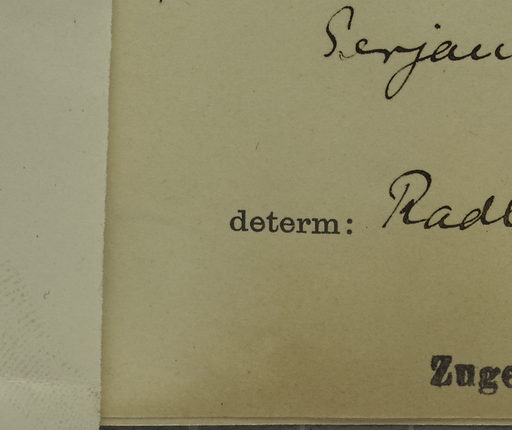 Serjan
determ: Radl
Zuge